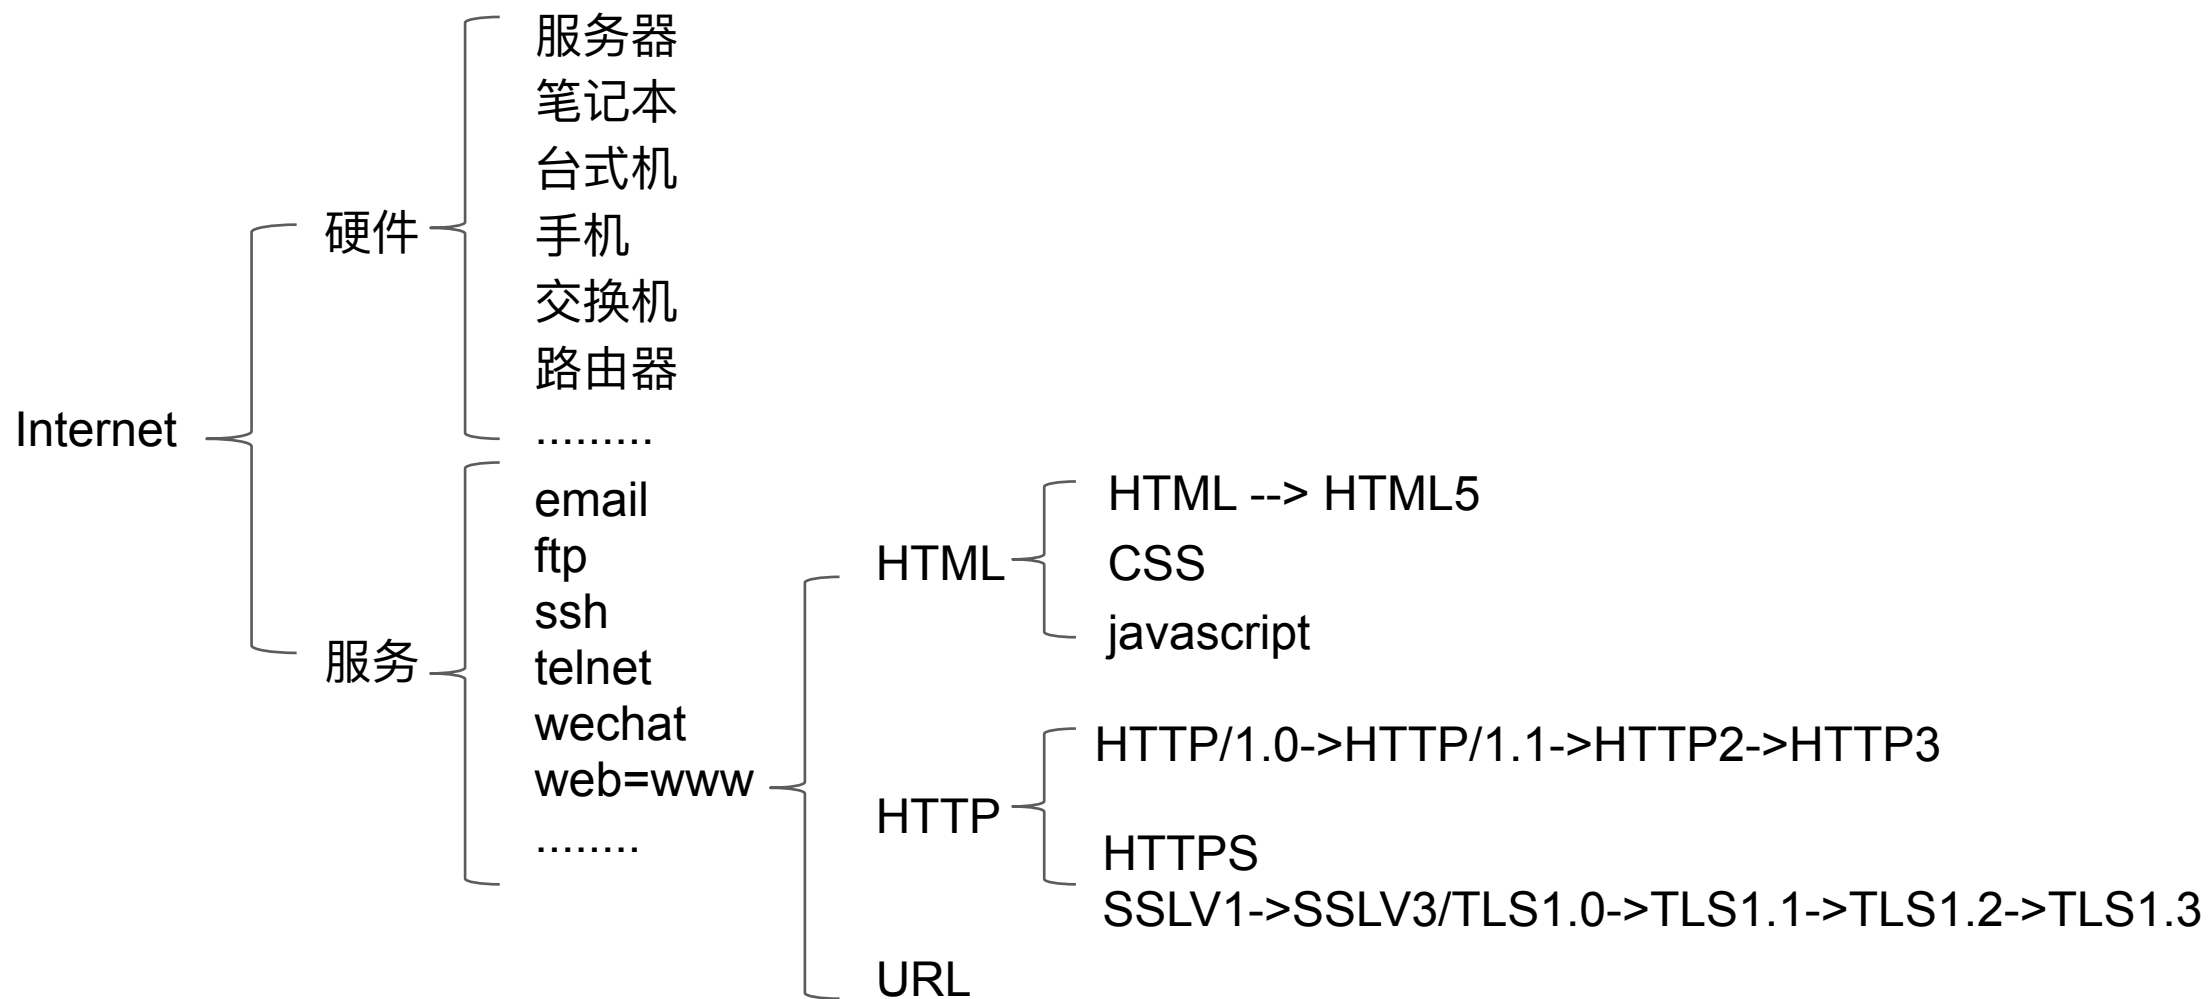 服务器
笔记本
台式机
手机
交换机
路由器
.........
硬件
Internet
服务
email
ftp
ssh
telnet
wechat
web=www
........
HTML
HTML --> HTML5
CSS
javascript
HTTP
HTTP/1.0->HTTP/1.1->HTTP2->HTTP3
HTTPS
SSLV1->SSLV3/TLS1.0->TLS1.1->TLS1.2->TLS1.3
URL